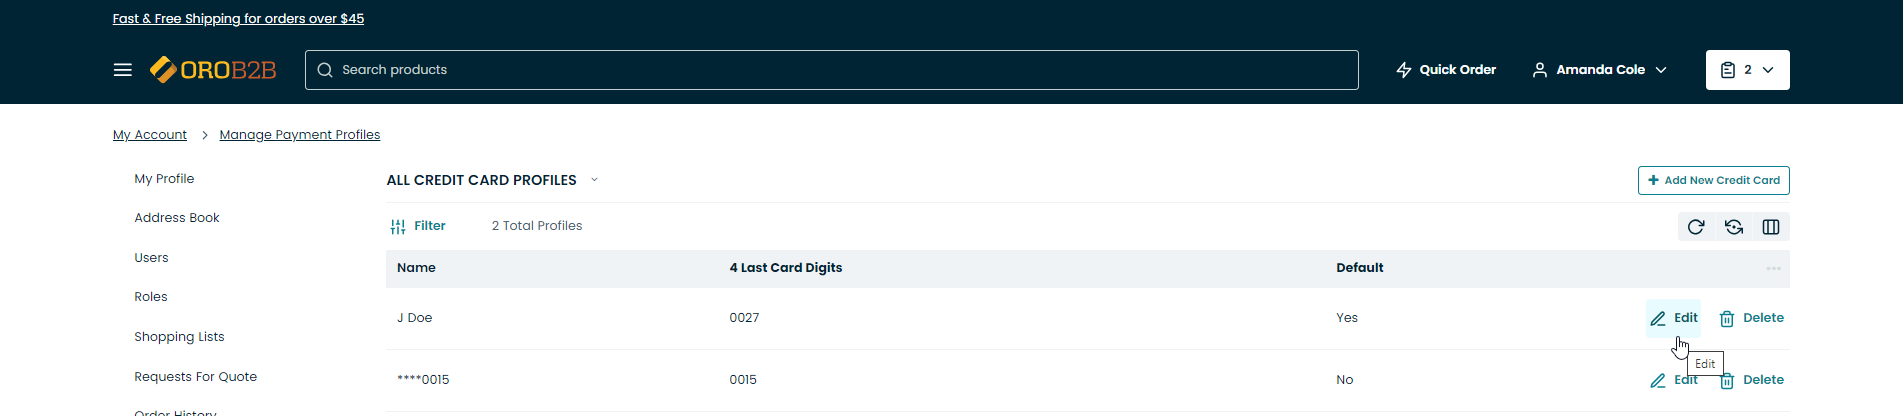 Fast & Free Shipping for orders over $45
OROB2B
Search products
Quick Order
Amanda Cole
2
My Account
Manage Payment Profiles
My Profile
Address Book
Users
Roles
Shopping Lists
Requests For Quote
Order History
ALL CREDIT CARD PROFILES
+ Add New Credit Card
Filter
2 Total Profiles
Name 4 Last Card Digits Default ...
J Doe 0027 Yes Edit Delete
Edit
****0015 0015 No Edit Delete